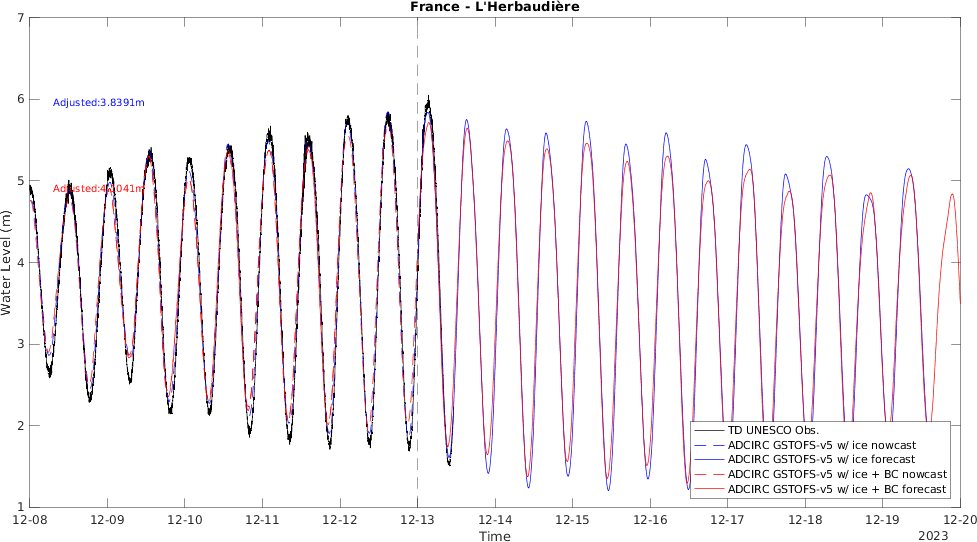 France - L'Herbaudière
7
6
5
4
3
2
1
Water Level (m)
Adjusted:3.8391m
TD UNESCO Obs.
ADCIRC GSTOFS-v5 w/ ice nowcast
ADCIRC GSTOFS-v5 w/ ice forecast
ADCIRC GSTOFS-v5 w/ ice + BC nowcast
ADCIRC GSTOFS-v5 w/ ice + BC forecast
12-08 12-09 12-10 12-11 12-12 12-13 12-14 12-15 12-16 12-17 12-18 12-19 12-20
Time
2023